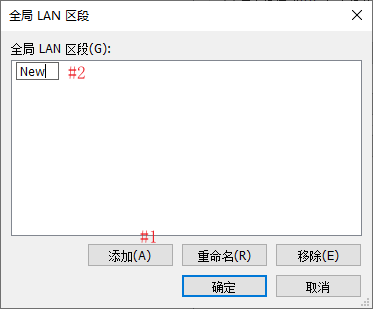 全局 LAN 区段
全局 LAN 区段(G):
New #2
#1
添加(A) 重命名(R) 移除(E)
确定 取消